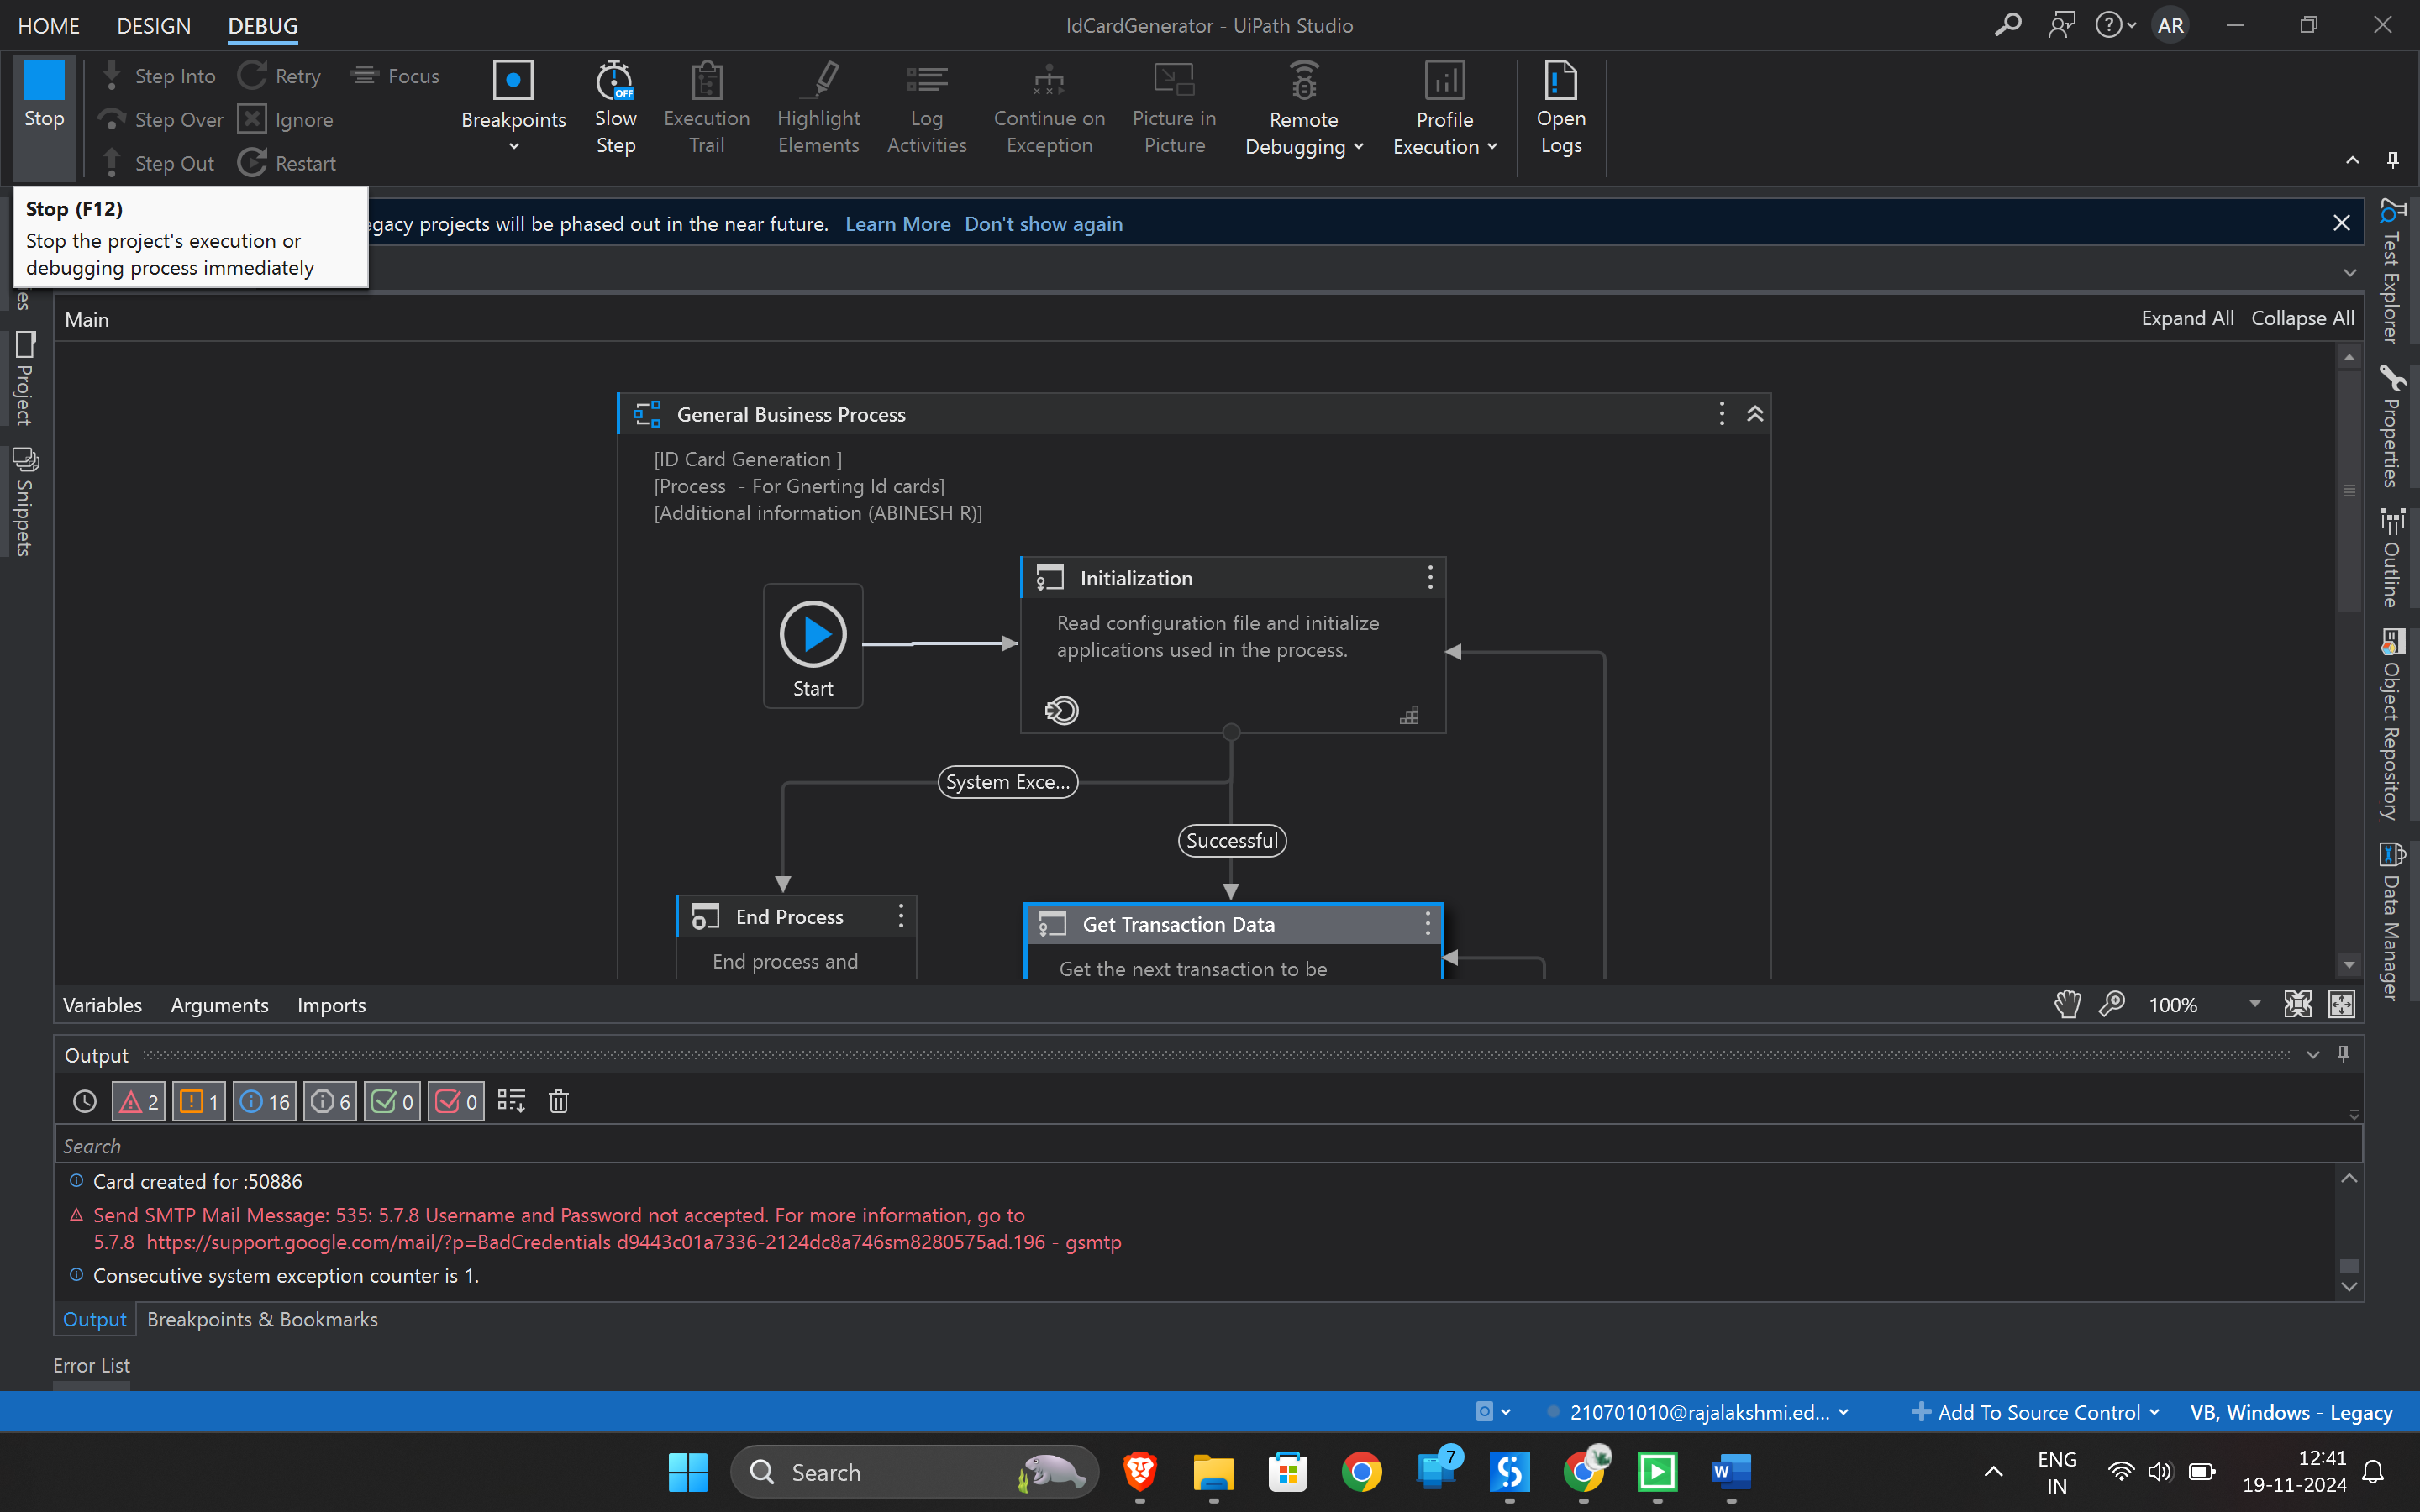 HOME DESIGN DEBUG
IdCardGenerator - UiPath Studio
AR
Stop
Step Into
Step Over
Step Out
Retry
Ignore
Restart
Focus
Breakpoints
OFF
Slow
Step
Execution
Trail
Highlight
Elements
Log
Activities
Continue on
Exception
Picture in
Picture
Remote
Debugging
Profile
Execution
Open
Logs
Stop (F12)
Stop the project's execution or
debugging process immediately
egacy projects will be phased out in the near future. Learn More Don't show again
es
Project
Snippets
Main
Expand All Collapse All
General Business Process
[ID Card Generation ]
[Process - For Gnerting Id cards]
[Additional information (ABINESH R)]
Start
Initialization
Read configuration file and initialize
applications used in the process.
System Exce...
Successful
End Process
End process and
Get Transaction Data
Get the next transaction to be
Test Explorer
Properties
Outline
Object Repository
Data Manager
Variables Arguments Imports
100%
Output
2 1 16 6 0 0
Search
Card created for :50886
Send SMTP Mail Message: 535: 5.7.8 Username and Password not accepted. For more information, go to
5.7.8 https://support.google.com/mail/?p=BadCredentials d9443c01a7336-2124dc8a746sm8280575ad.196 - gsmtp
Consecutive system exception counter is 1.
Output Breakpoints & Bookmarks
Error List
210701010@rajalakshmi.ed...
Add To Source Control
VB, Windows - Legacy
Search
7
W
ENG
IN
12:41
19-11-2024